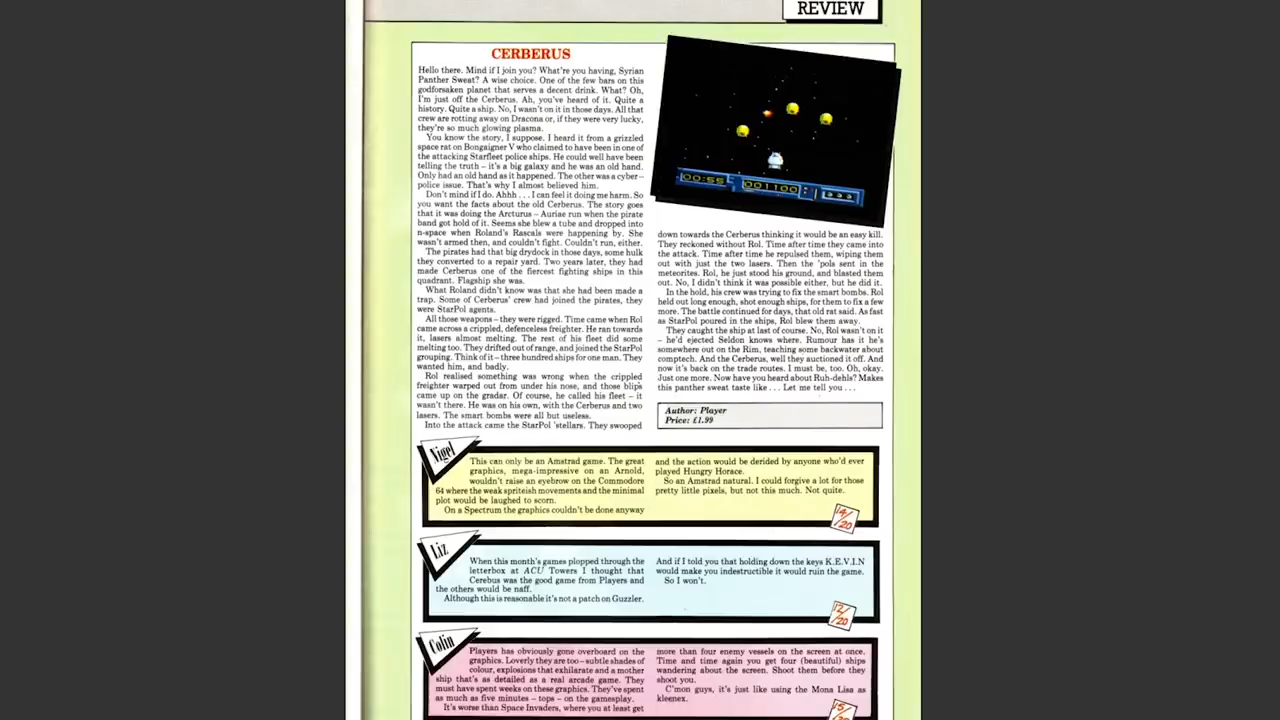 REVIEW
CERBERUS
Hello there. Mind if I join you? What're you having, Syrian
Panther Sweat? A wise choice. One of the few bars on this
godforsaken planet that serves a decent drink. What? Oh,
I'm just off the Cerberus. Ah, you've heard of it. Quite a
history. Quite a ship. No, I wasn't on it in those days. All that
crew are rotting away on Dracona or, if they were very lucky,
they're so much glowing plasma.
You know the story, I suppose. I heard it from a grizzled
space rat on Bongaigner V who claimed to have been in one of
the attacking Starfleet police ships. He could well have been
telling the truth – it's a big galaxy and he was an old hand.
Only had an old hand as it happened. The other was a cyber–
police issue. That's why I almost believed him.
Don't mind if I do. Ahhh . . . I can feel it doing me harm. So
you want the facts about the old Cerberus. The story goes
that it was doing the Arcturus – Auriae run when the pirate
band got hold of it. Seems she blew a tube and dropped into
n-space when Roland's Rascals were happening by. She
wasn't armed then, and couldn't fight. Couldn't run, either.
The pirates had that big drydock in those days, some hulk
they converted to a repair yard. Two years later, they had
made Cerberus one of the fiercest fighting ships in this
quadrant. Flagship she was.
What Roland didn't know was that she had been made a
trap. Some of Cerberus' crew had joined the pirates, they
were StarPol agents.
All those weapons – they were rigged. Time came when Rol
came across a crippled, defenceless freighter. He ran towards
it, lasers almost melting. The rest of his fleet did some
melting too. They drifted out of range, and joined the StarPol
grouping. Think of it – three hundred ships for one man. They
wanted him, and badly.
Rol realised something was wrong when the crippled
freighter warped out from under his nose, and those blips
came up on the gradar. Of course, he called his fleet – it
wasn't there. He was on his own, with the Cerberus and two
lasers. The smart bombs were all but useless.
Into the attack came the StarPol 'stellars. They swooped
00:55 001100
down towards the Cerberus thinking it would be an easy kill.
They reckoned without Rol. Time after time they came into
the attack. Time after time he repulsed them, wiping them
out with just the two lasers. Then the 'pols sent in the
meteorites. Rol, he just stood his ground, and blasted them
out. No, I didn't think it was possible either, but he did it.
In the hold, his crew was trying to fix the smart bombs. Rol
held out long enough, shot enough ships, for them to fix a few
more. The battle continued for days, that old rat said. As fast
as StarPol poured in the ships, Rol blew them away.
They caught the ship at last of course. No, Rol wasn't on it
– he'd ejected Seldon knows where. Rumour has it he's
somewhere out on the Rim, teaching some backwater about
comptech. And the Cerberus, well they auctioned it off. And
now it's back on the trade routes. I must be, too. Oh, okay.
Just one more. Now have you heard about Ruh-dehls? Makes
this panther sweat taste like . . . Let me tell you . . .
Author: Player
Price: £1.99
Nigel
This can only be an Amstrad game. The great
graphics, mega-impressive on an Arnold,
wouldn't raise an eyebrow on the Commodore
64 where the weak spriteish movements and the minimal
plot would be laughed to scorn.
On a Spectrum the graphics couldn't be done anyway
and the action would be derided by anyone who'd ever
played Hungry Horace.
So an Amstrad natural. I could forgive a lot for those
pretty little pixels, but not this much. Not quite.
14/20
Liz
When this month's games plopped through the
letterbox at ACU Towers I thought that
Cerebus was the good game from Players and
the others would be naff.
Although this is reasonable it's not a patch on Guzzler.
And if I told you that holding down the keys K.E.V.I.N
would make you indestructible it would ruin the game.
So I won't.
12/20
Colin
Players has obviously gone overboard on the
graphics. Loverly they are too – subtle shades of
colour, explosions that exhilarate and a mother
ship that's as detailed as a real arcade game. They
must have spent weeks on these graphics. They've spent
as much as five minutes – tops – on the gamesplay.
It's worse than Space Invaders, where you at least get
more than four enemy vessels on the screen at once.
Time and time again you get four (beautiful) ships
wandering about the screen. Shoot them before they
shoot you.
C'mon guys, it's just like using the Mona Lisa as
kleenex.
15/20